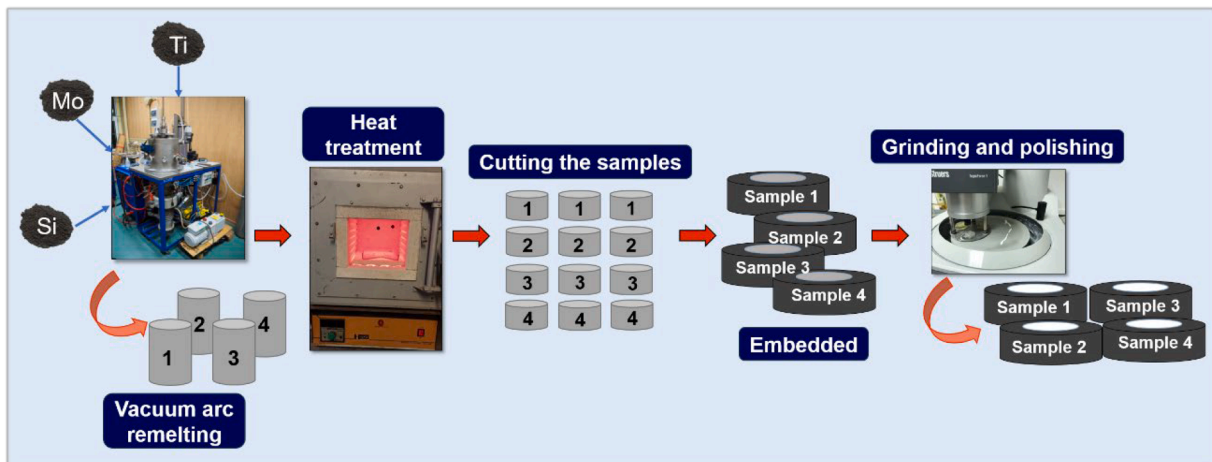 Ti
Mo
Si
2
4
1
3
Vacuum arc
remelting
Heat
treatment
Cutting the samples
1 1 1
2 2 2
3 3 3
4 4 4
Sample 1
Sample 2
Sample 3
Sample 4
Embedded
Grinding and polishing
Struers
Sample 1
Sample 3
Sample 2
Sample 4